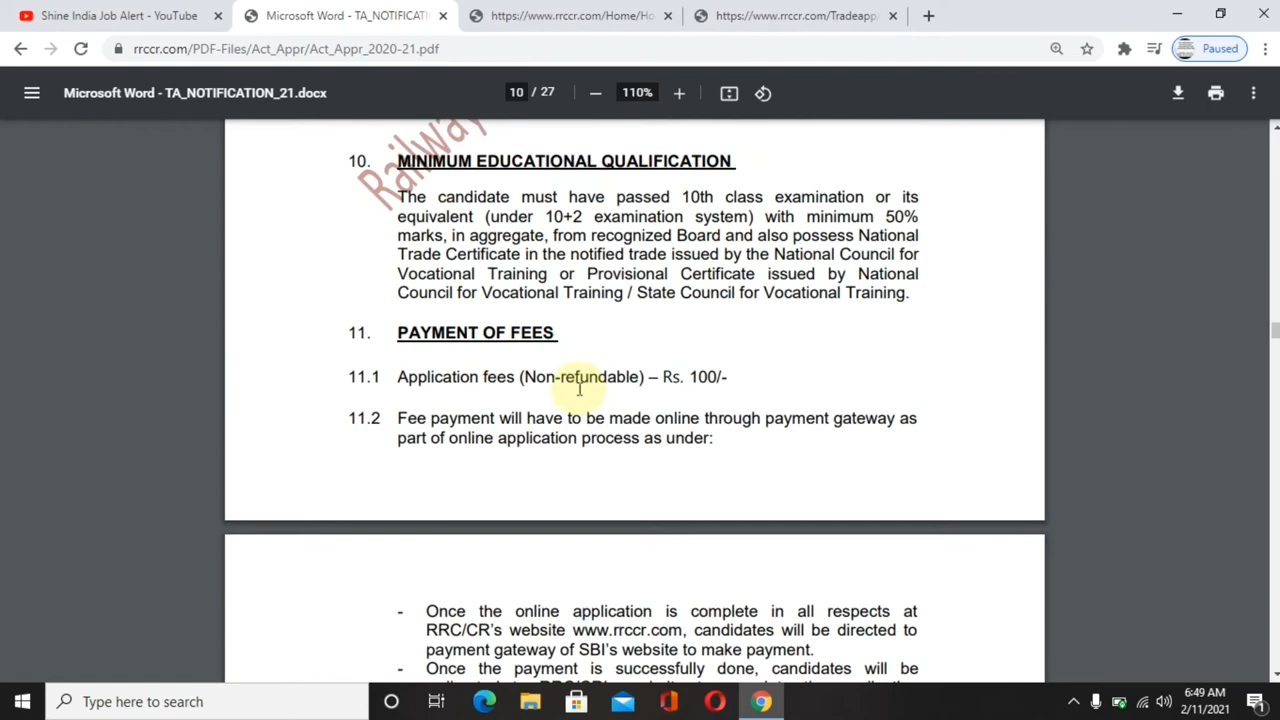 Shine India Job Alert - YouTube
Microsoft Word - TA_NOTIFICATI
https://www.rrccr.com/Home/Ho
https://www.rrccr.com/Tradeapp
rrccr.com/PDF-Files/Act_Appr/Act_Appr_2020-21.pdf
Paused
Microsoft Word - TA_NOTIFICATION_21.docx
10 / 27
110%
Railway
10. MINIMUM EDUCATIONAL QUALIFICATION
The candidate must have passed 10th class examination or its
equivalent (under 10+2 examination system) with minimum 50%
marks, in aggregate, from recognized Board and also possess National
Trade Certificate in the notified trade issued by the National Council for
Vocational Training or Provisional Certificate issued by National
Council for Vocational Training / State Council for Vocational Training.
11. PAYMENT OF FEES
11.1 Application fees (Non-refundable) – Rs. 100/-
11.2 Fee payment will have to be made online through payment gateway as
part of online application process as under:
- Once the online application is complete in all respects at
RRC/CR's website www.rrccr.com, candidates will be directed to
payment gateway of SBI's website to make payment.
- Once the payment is successfully done, candidates will be
Type here to search
6:49 AM
2/11/2021
1